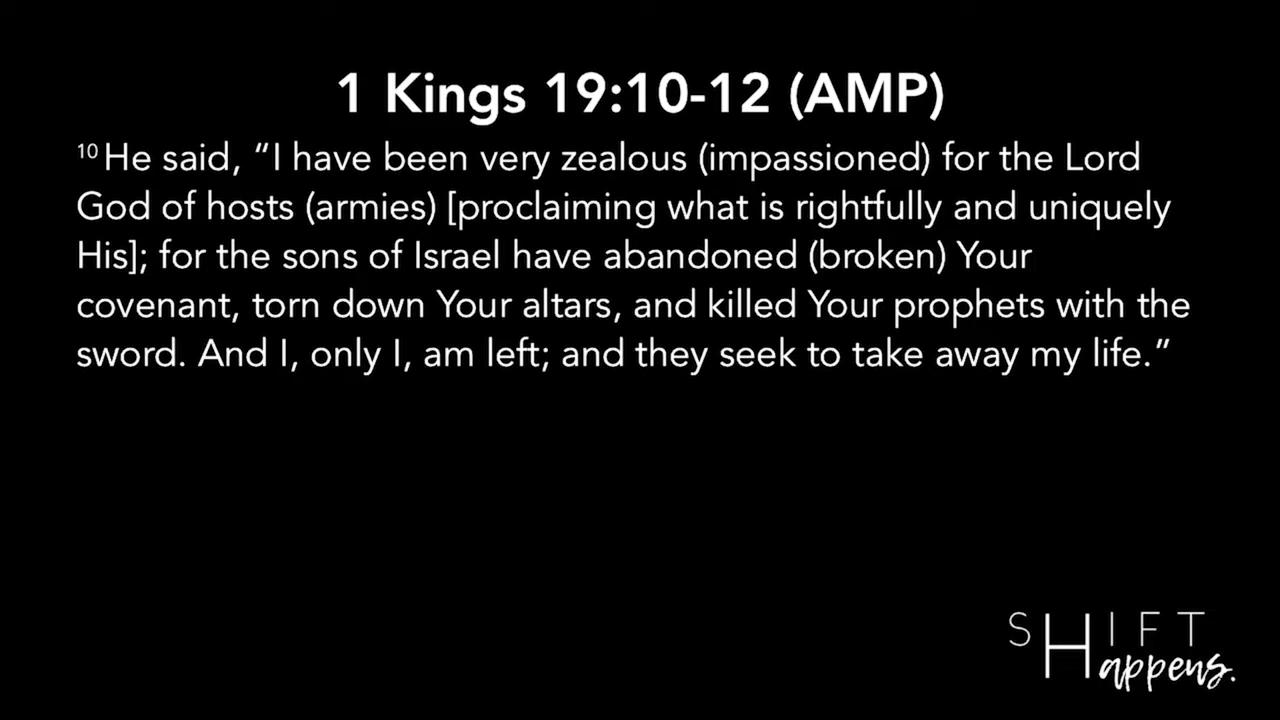 1 Kings 19:10-12 (AMP)
10 He said, “I have been very zealous (impassioned) for the Lord
God of hosts (armies) [proclaiming what is rightfully and uniquely
His]; for the sons of Israel have abandoned (broken) Your
covenant, torn down Your altars, and killed Your prophets with the
sword. And I, only I, am left; and they seek to take away my life.”
SHIFT
Happens.